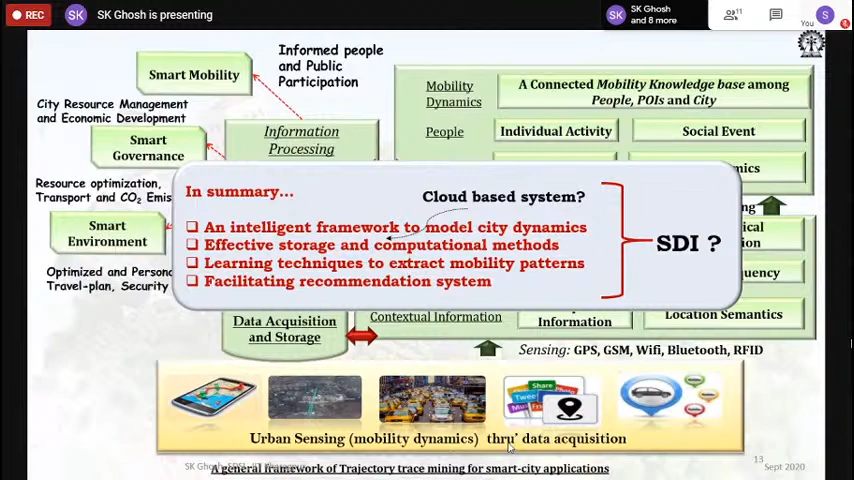 REC
SK
SK Ghosh is presenting
SK
SK Ghosh
and 8 more
11
S
Smart Mobility
Informed people
and Public
Participation
City Resource Management
and Economic Development
Smart
Governance
Information
Processing
Resource optimization,
Transport and CO2
Smart
Environment
Optimized and
Travel-plan, Security
Mobility
Dynamics
A Connected Mobility Knowledge base among
People, POIs and City
People
Individual Activity
Social Event
In summary...
Cloud based system?
❑ An intelligent framework to model city dynamics
❑ Effective storage and computational methods
❑ Learning techniques to extract mobility patterns
❑ Facilitating recommendation system
SDI ?
Data Acquisition
and Storage
Contextual Information
Information
Location Semantics
Sensing: GPS, GSM, Wifi, Bluetooth, RFID
Share
Photo
Urban Sensing (mobility dynamics) thru' data acquisition
13
SK Ghosh
Sept 2020
A general framework of Trajectory trace mining for smart-city applications